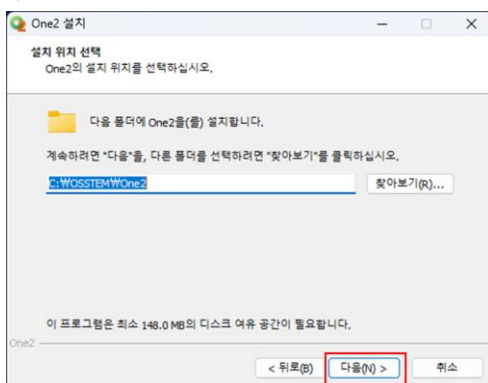 One2 설치
설치 위치 선택
One2의 설치 위치를 선택하십시오.
다음 폴더에 One2을(를) 설치합니다.
계속하려면 "다음"을, 다른 폴더를 선택하려면 "찾아보기"를 클릭하십시오.
C:₩OSSTEM₩One2
찾아보기(R)...
이 프로그램은 최소 148.0 MB의 디스크 여유 공간이 필요합니다.
One2
< 뒤로(B) 다음(N) > 취소